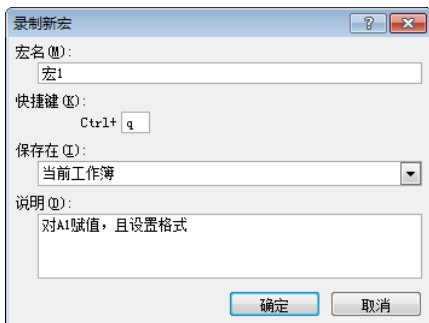 录制新宏
宏名(M):
宏1
快捷键(K):
Ctrl+ q
保存在(I):
当前工作簿
说明(D):
对A1赋值，且设置格式
确定 取消